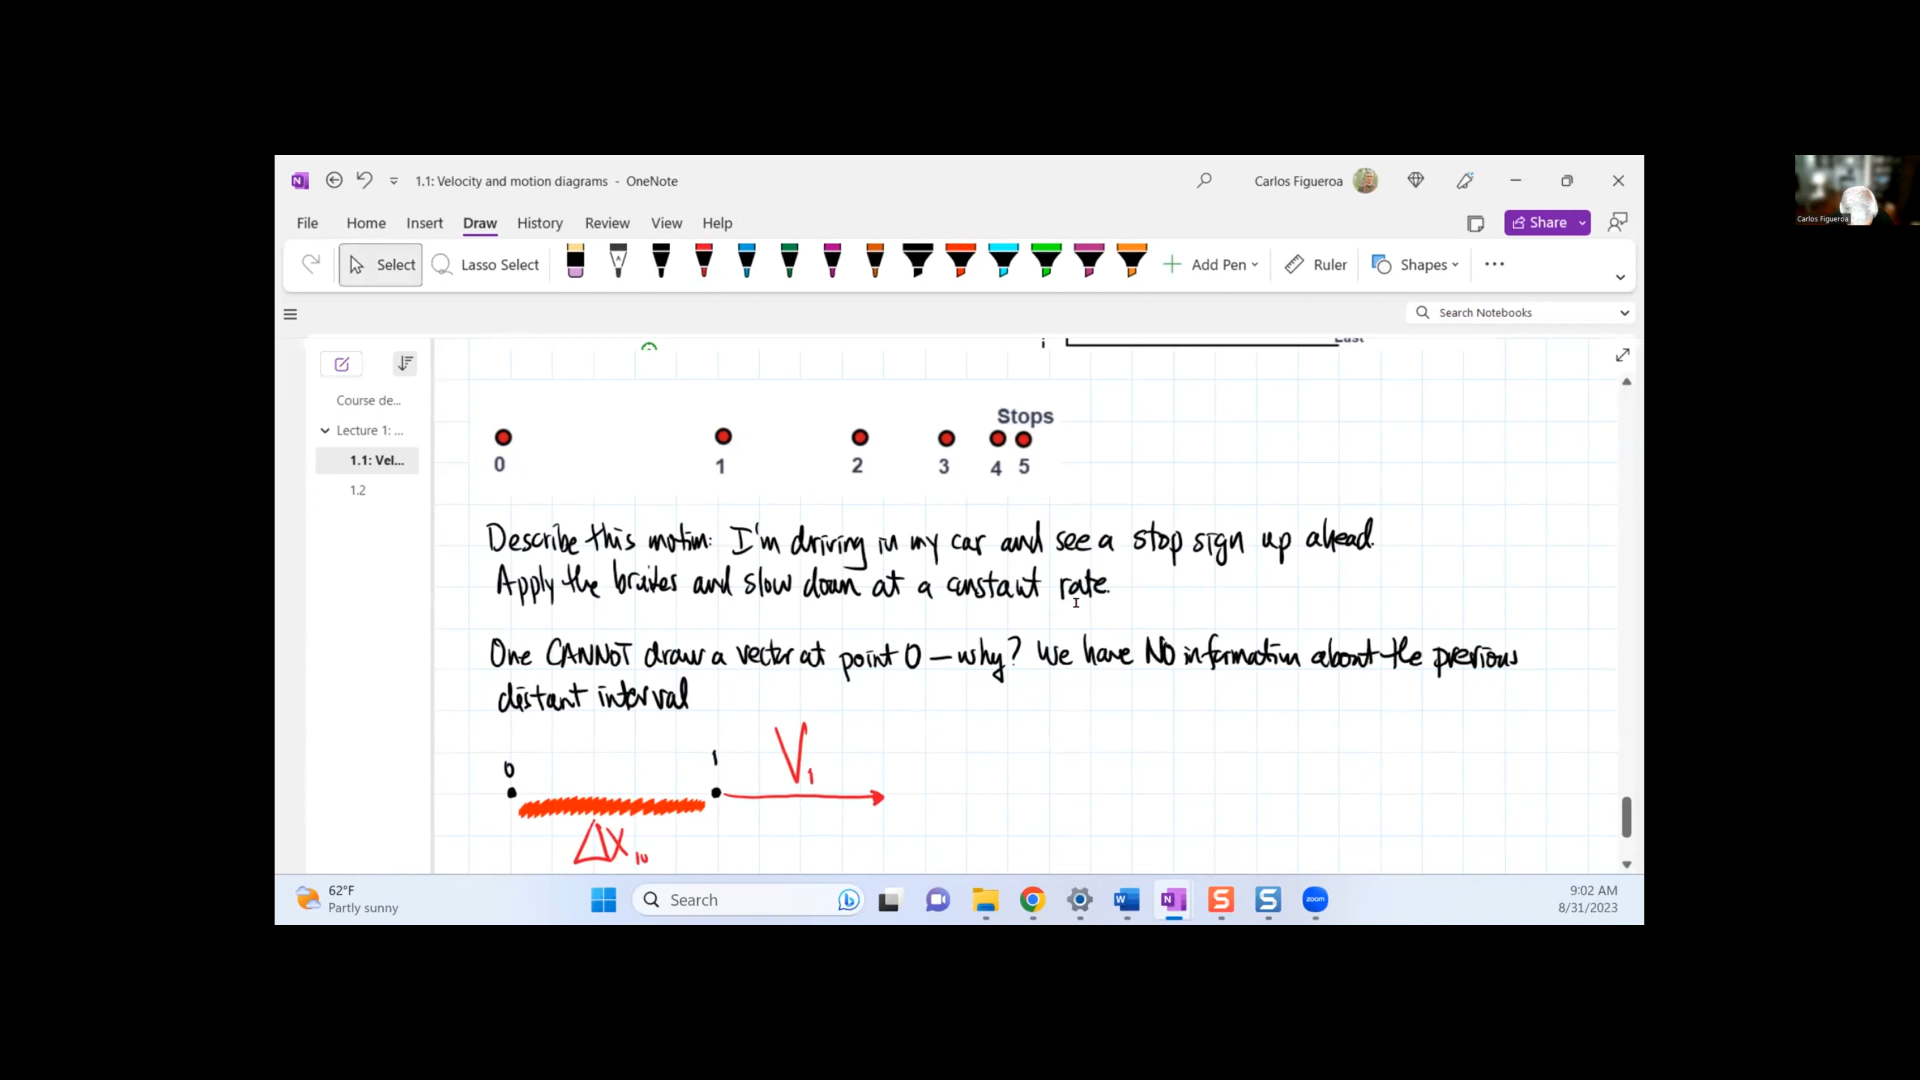 1.1: Velocity and motion diagrams - OneNote
Carlos Figueroa
File Home Insert Draw History Review View Help
Share
Select
Lasso Select
Add Pen
Ruler
Shapes
Search Notebooks
Course de...
Lecture 1: ...
1.1: Vel...
1.2
i
East
Stops
0 1 2 3 4 5
Describe this motion: I'm driving in my car and see a stop sign up ahead.
Apply the brakes and slow down at a constant rate.
One CANNOT draw a vector at point 0 – why? We have NO information about the previous
distant interval
0 1 V₁
ΔX₁₀
62°F
Partly sunny
Search
zoom
9:02 AM
8/31/2023
Carlos Figueroa